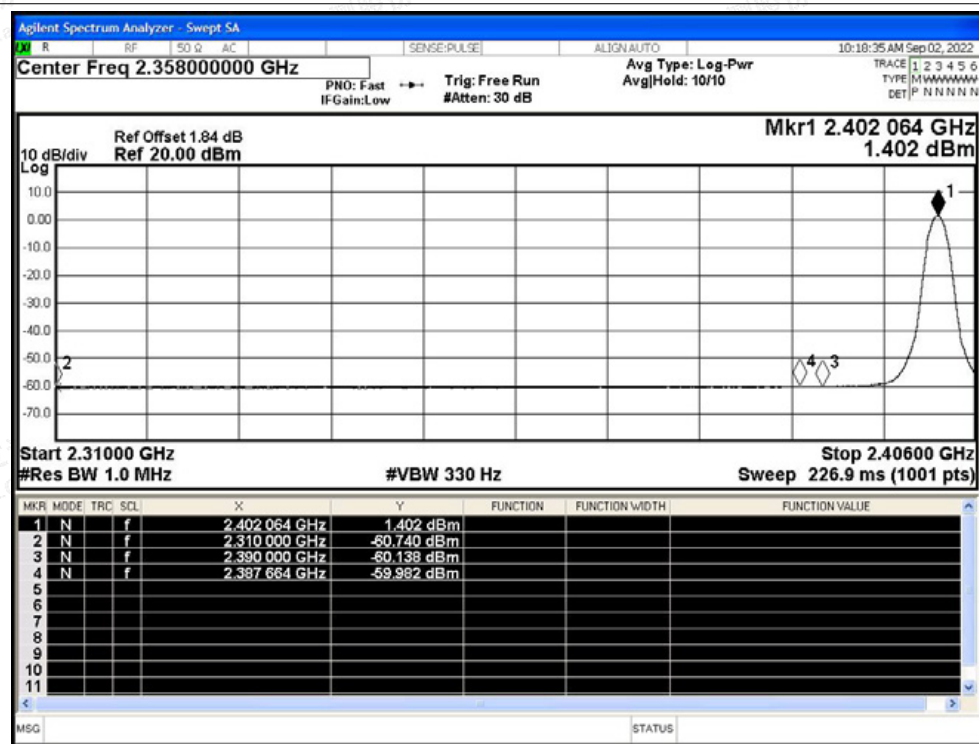 Agilent Spectrum Analyzer - Swept SA
R RF 50 Ω AC SENSE:PULSE ALIGN AUTO 10:18:35 AM Sep 02, 2022
Center Freq 2.358000000 GHz
PNO: Fast Trig: Free Run Avg Type: Log-Pwr TRACE 1 2 3 4 5 6
IFGain:Low #Atten: 30 dB Avg|Hold: 10/10 TYPE M W W W W W
DET P N N N N N
Ref Offset 1.84 dB Mkr1 2.402 064 GHz
10 dB/div Ref 20.00 dBm 1.402 dBm
Log
10.0
0.00
-10.0
-20.0
-30.0
-40.0
-50.0
-60.0
-70.0
1
2
4 3
Start 2.31000 GHz Stop 2.40600 GHz
#Res BW 1.0 MHz #VBW 330 Hz Sweep 226.9 ms (1001 pts)
MKR MODE TRC SCL X Y FUNCTION FUNCTION WIDTH FUNCTION VALUE
1 N f 2.402 064 GHz 1.402 dBm
2 N f 2.310 000 GHz -60.740 dBm
3 N f 2.390 000 GHz -60.138 dBm
4 N f 2.387 664 GHz -59.982 dBm
5
6
7
8
9
10
11
MSG STATUS